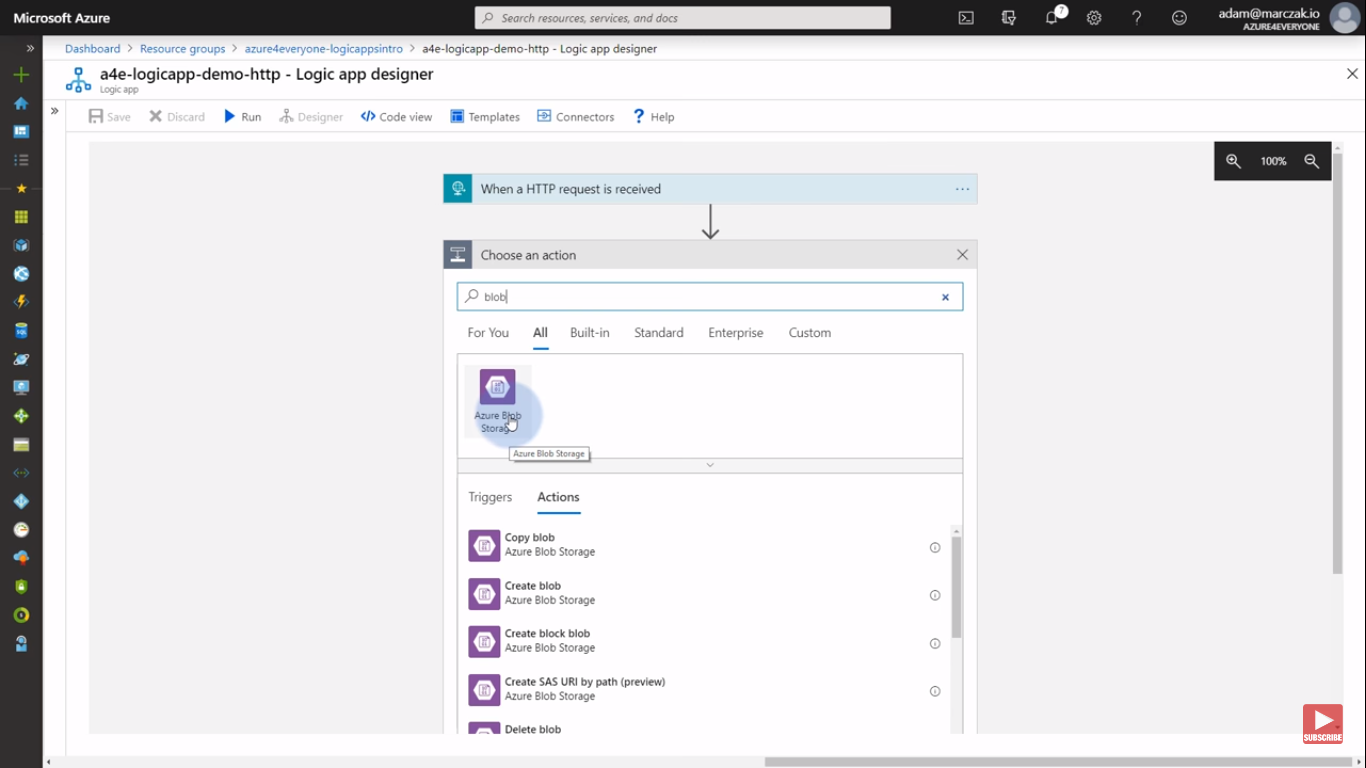 Microsoft Azure
Search resources, services, and docs
7
adam@marczak.io
AZURE4EVERYONE
Dashboard > Resource groups > azure4everyone-logicappsintro > a4e-logicapp-demo-http - Logic app designer
a4e-logicapp-demo-http - Logic app designer
Logic app
Save Discard Run Designer Code view Templates Connectors Help
100%
When a HTTP request is received
Choose an action
blob
For You All Built-in Standard Enterprise Custom
Azure Blob
Storage
Azure Blob Storage
Triggers Actions
Copy blob
Azure Blob Storage
Create blob
Azure Blob Storage
Create block blob
Azure Blob Storage
Create SAS URI by path (preview)
Azure Blob Storage
Delete blob
SUBSCRIBE